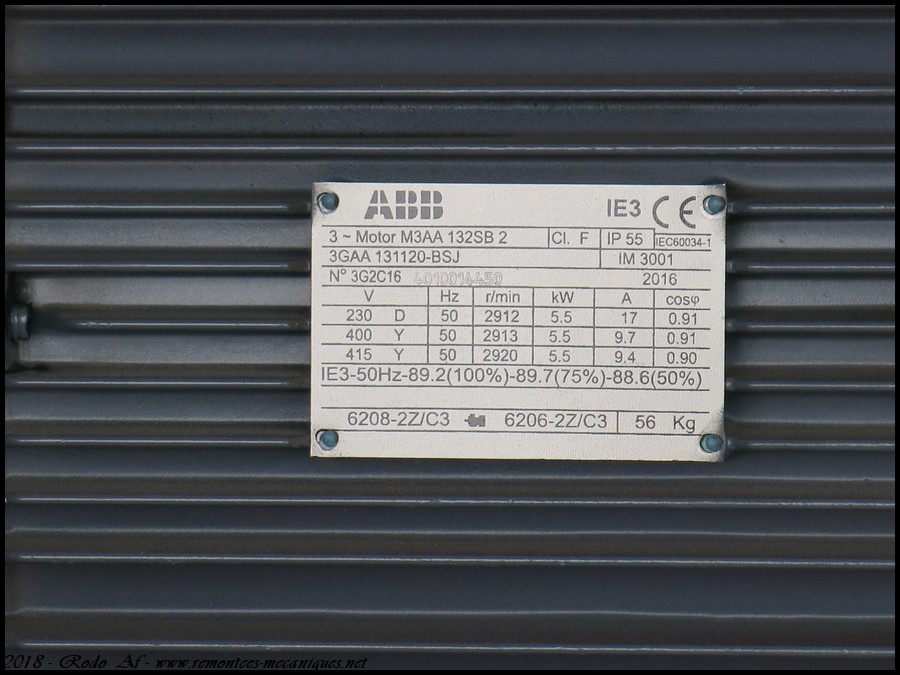 ABB IE3 CE
3 ~ Motor M3AA 132SB 2 Cl. F IP 55 IEC60034-1
3GAA 131120-BSJ IM 3001
N° 3G2C16 4010014450 2016
V Hz r/min kW A cosφ
230 D 50 2912 5.5 17 0.91
400 Y 50 2913 5.5 9.7 0.91
415 Y 50 2920 5.5 9.4 0.90
IE3-50Hz-89.2(100%)-89.7(75%)-88.6(50%)
6208-2Z/C3 6206-2Z/C3 56 Kg
2018 - Rodo Af - www.remontees-mecaniques.net